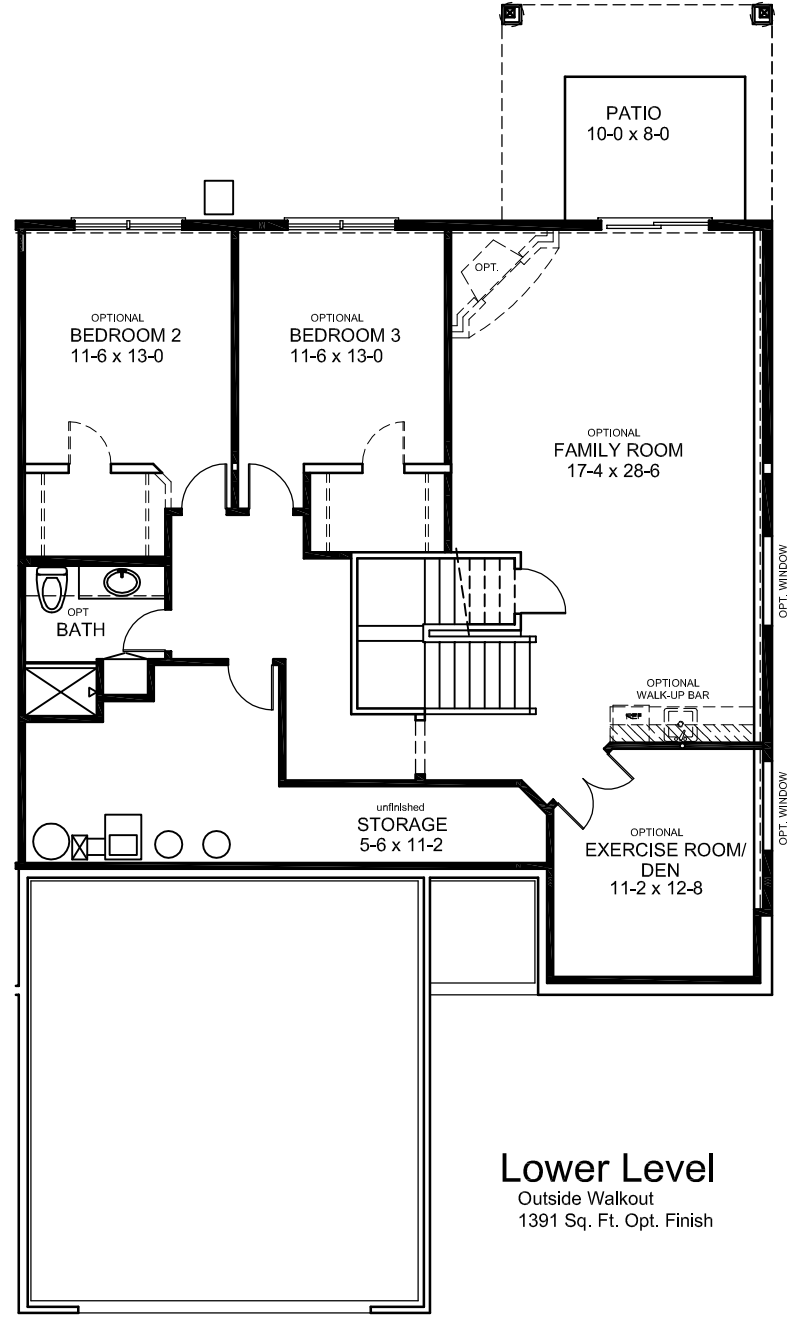 PATIO
10-0 x 8-0
OPT.
OPTIONAL
BEDROOM 2
11-6 x 13-0
OPTIONAL
BEDROOM 3
11-6 x 13-0
OPTIONAL
FAMILY ROOM
17-4 x 28-6
OPT. WINDOW
OPT
BATH
OPTIONAL
WALK-UP BAR
REF
OPT. WINDOW
unfinished
STORAGE
5-6 x 11-2
OPTIONAL
EXERCISE ROOM/
DEN
11-2 x 12-8
Lower Level
Outside Walkout
1391 Sq. Ft. Opt. Finish